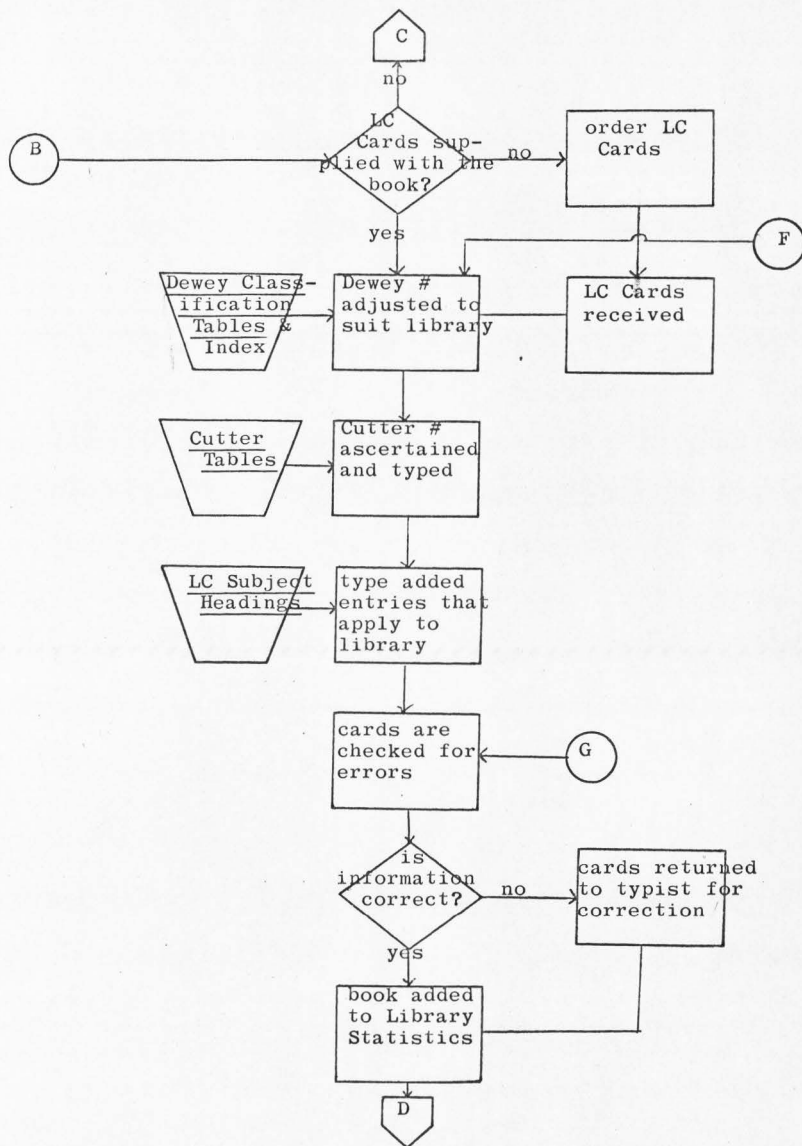 C
no
LC
Cards sup-
plied with the
book?
B
no
order LC
Cards
yes
F
Dewey Class-
ification
Tables &
Index
Dewey #
adjusted to
suit library
LC Cards
received
Cutter
Tables
Cutter #
ascertained
and typed
LC Subject
Headings
type added
entries that
apply to
library
cards are
checked for
errors
G
is
information
correct?
no
cards returned
to typist for
correction
yes
book added
to Library
Statistics
D